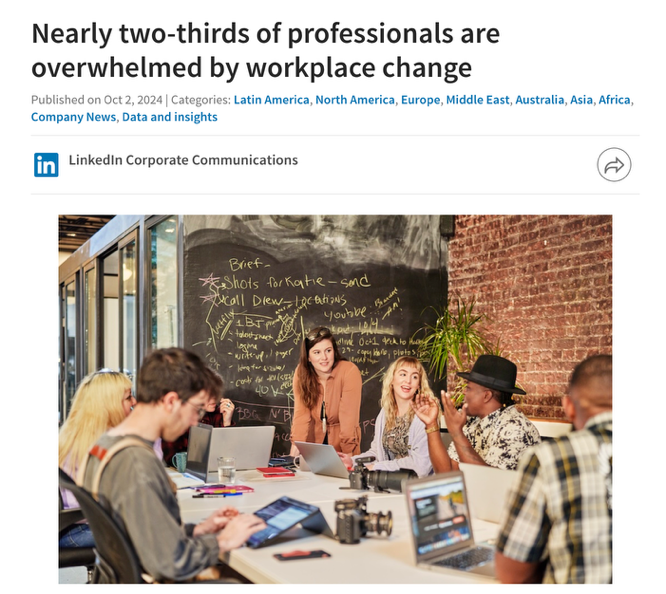 Nearly two-thirds of professionals are
overwhelmed by workplace change
Published on Oct 2, 2024 | Categories: Latin America, North America, Europe, Middle East, Australia, Asia, Africa,
Company News, Data and insights
in
LinkedIn Corporate Communications
Brief-
Shots for Katie - send
Call Drew - Locations
youtube